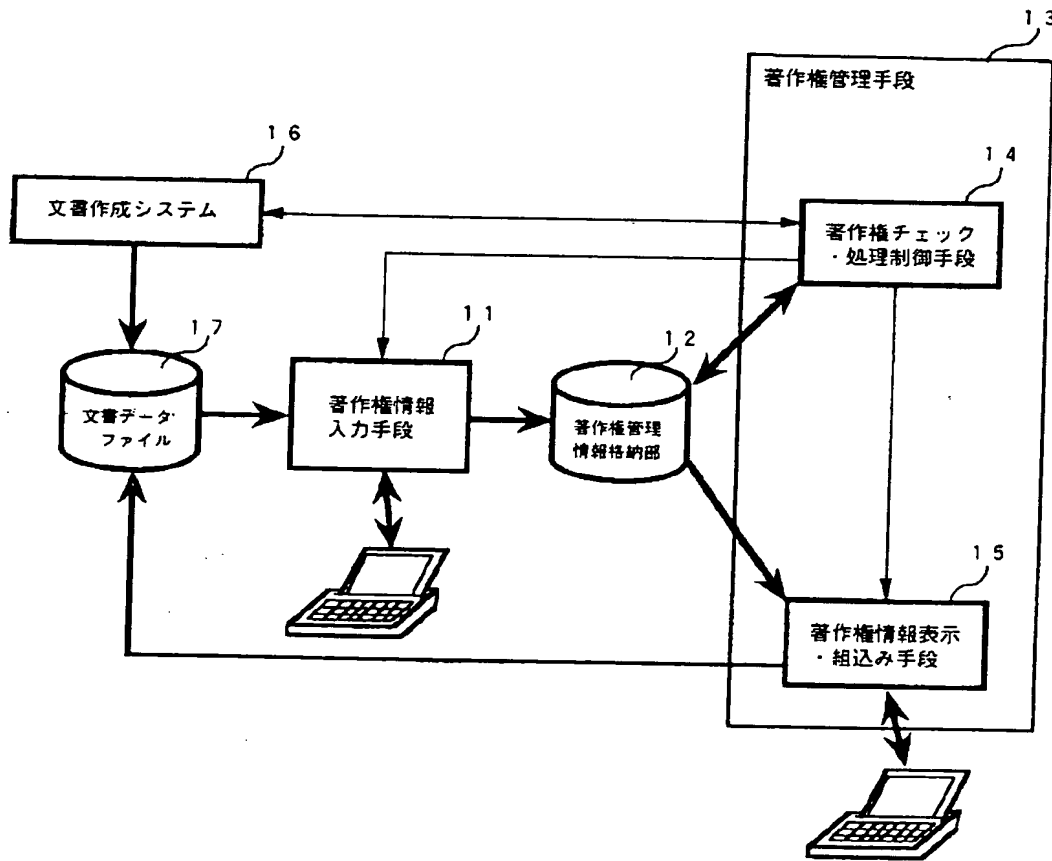 13
著作権管理手段
16
14
文書作成システム
著作権チェック
・処理制御手段
17
11
12
文書データ
ファイル
著作権情報
入力手段
著作権管理
情報格納部
15
著作権情報表示
・組込み手段